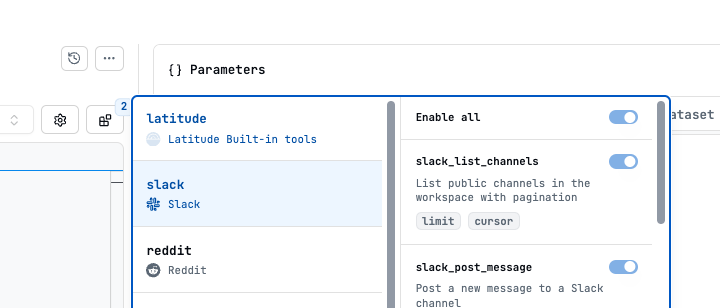 {} Parameters
2
ataset
latitude
Latitude Built-in tools
slack
Slack
reddit
Reddit
Enable all
slack_list_channels
List public channels in the
workspace with pagination
limit cursor
slack_post_message
Post a new message to a Slack
channel